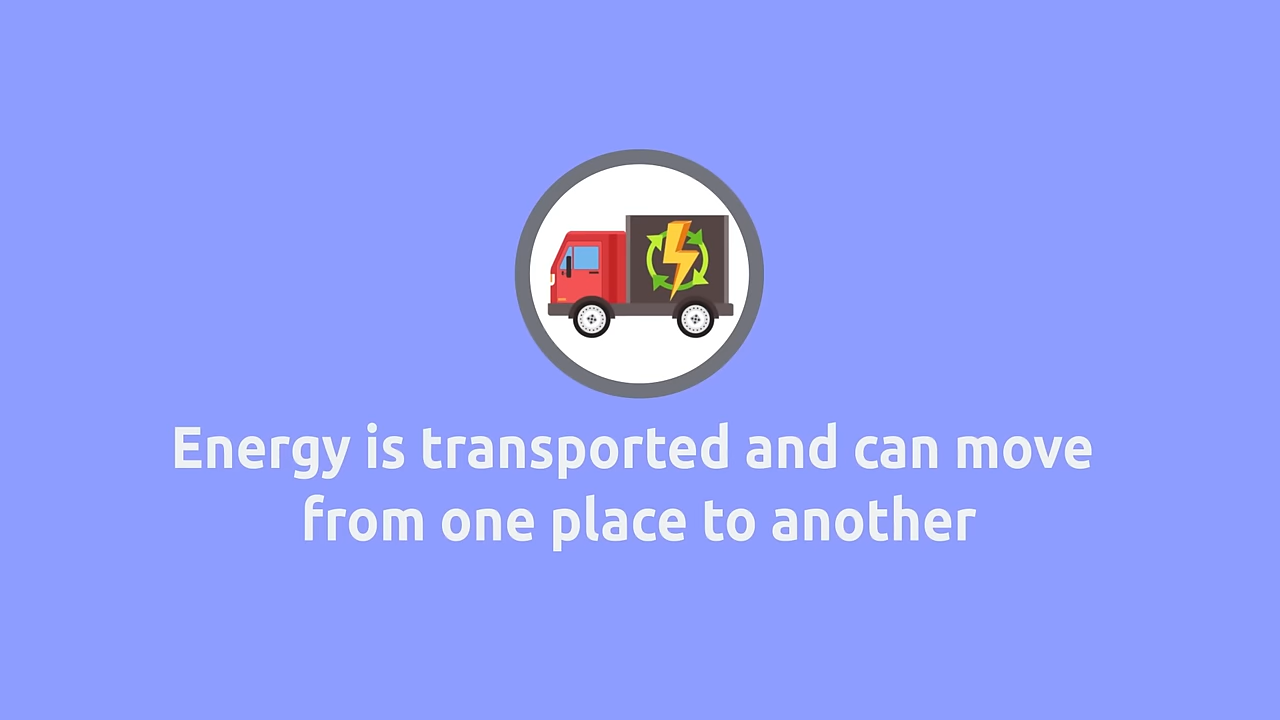 Energy is transported and can move
from one place to another